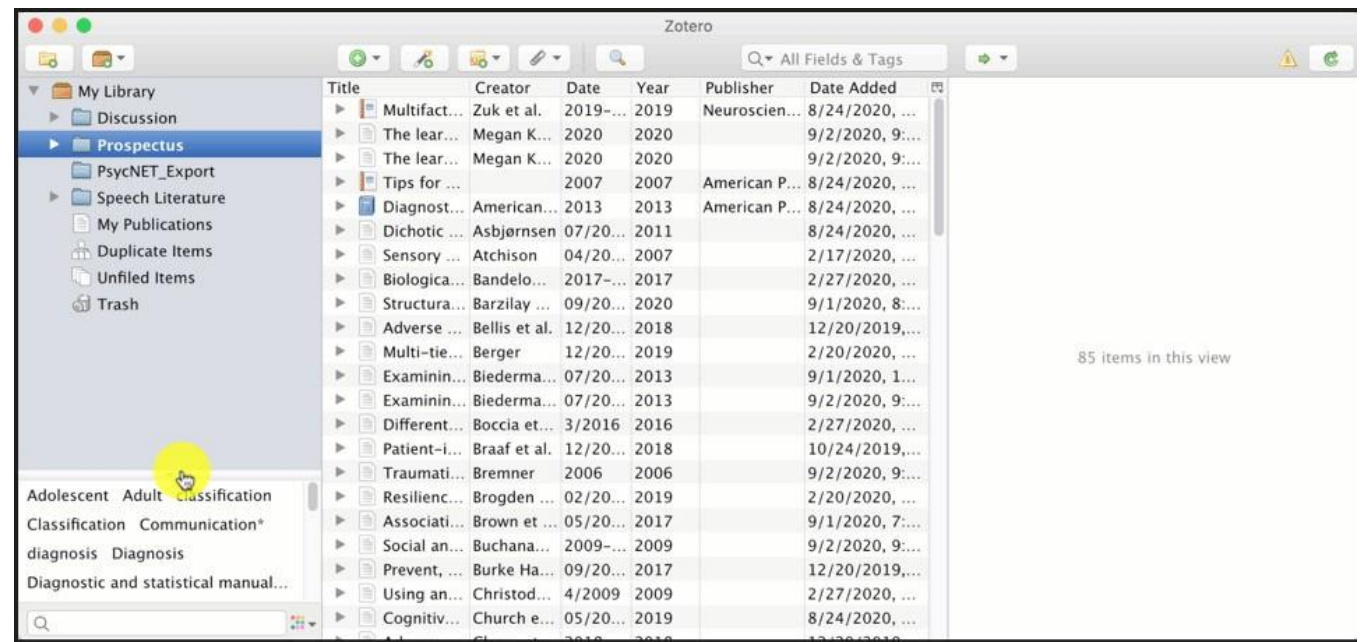 Zotero
All Fields & Tags
My Library
Discussion
Prospectus
PsycNET_Export
Speech Literature
My Publications
Duplicate Items
Unfiled Items
Trash
Adolescent Adult classification
Classification Communication*
diagnosis Diagnosis
Diagnostic and statistical manual...
Title Creator Date Year Publisher Date Added
Multifact... Zuk et al. 2019-... 2019 Neuroscien... 8/24/2020, ...
The lear... Megan K... 2020 2020 9/2/2020, 9:...
The lear... Megan K... 2020 2020 9/2/2020, 9:...
Tips for ... 2007 2007 American P... 8/24/2020, ...
Diagnost... American... 2013 2013 American P... 8/24/2020, ...
Dichotic ... Asbjørnsen 07/20... 2011 8/24/2020, ...
Sensory ... Atchison 04/20... 2007 2/17/2020, ...
Biologica... Bandelo... 2017-... 2017 2/27/2020, ...
Structura... Barzilay ... 09/20... 2020 9/1/2020, 8:...
Adverse ... Bellis et al. 12/20... 2018 12/20/2019,...
Multi-tie... Berger 12/20... 2019 2/20/2020, ...
Examinin... Biederma... 07/20... 2013 9/1/2020, 1...
Examinin... Biederma... 07/20... 2013 9/2/2020, 9:...
Different... Boccia et... 3/2016 2016 2/27/2020, ...
Patient-i... Braaf et al. 12/20... 2018 10/24/2019,...
Traumati... Bremner 2006 2006 9/2/2020, 9:...
Resilienc... Brogden ... 02/20... 2019 2/20/2020, ...
Associati... Brown et ... 05/20... 2017 9/1/2020, 7:...
Social an... Buchana... 2009-... 2009 9/2/2020, 9:...
Prevent, ... Burke Ha... 09/20... 2017 12/20/2019,...
Using an... Christod... 4/2009 2009 2/27/2020, ...
Cognitiv... Church e... 05/20... 2019 8/24/2020, ...
85 items in this view